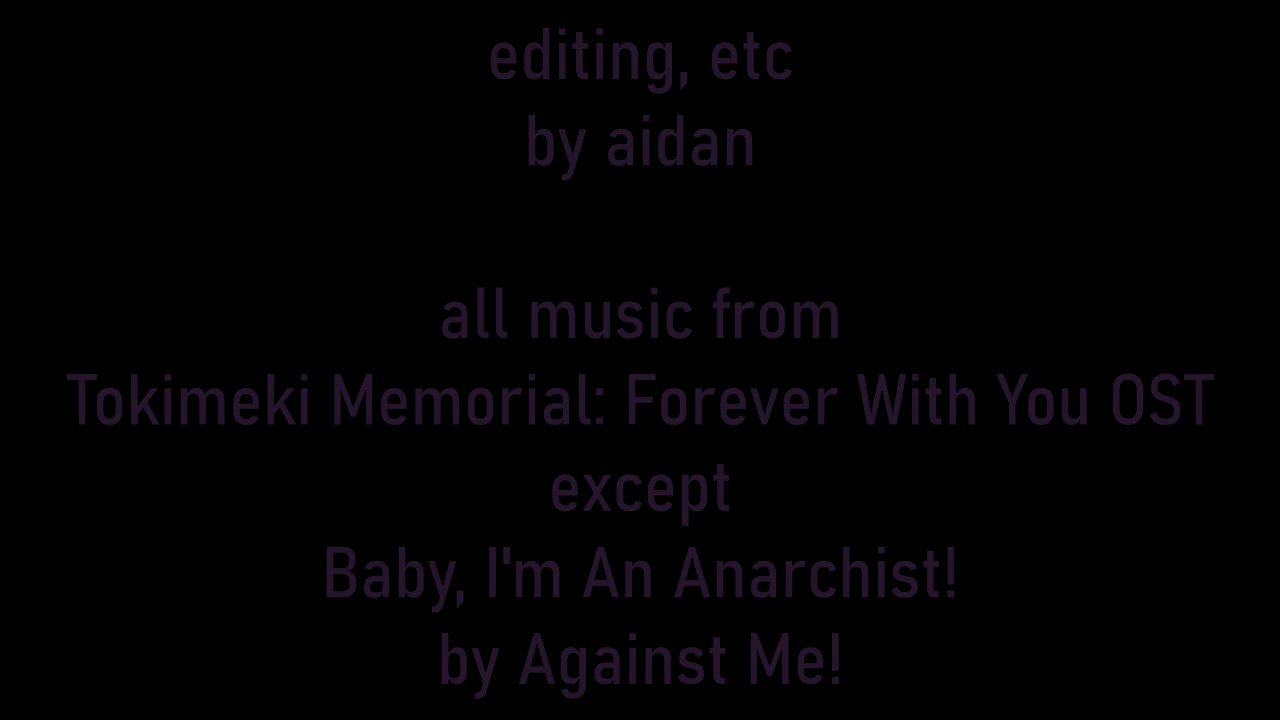 editing, etc
by aidan
all music from
Tokimeki Memorial: Forever With You OST
except
Baby, I'm An Anarchist!
by Against Me!